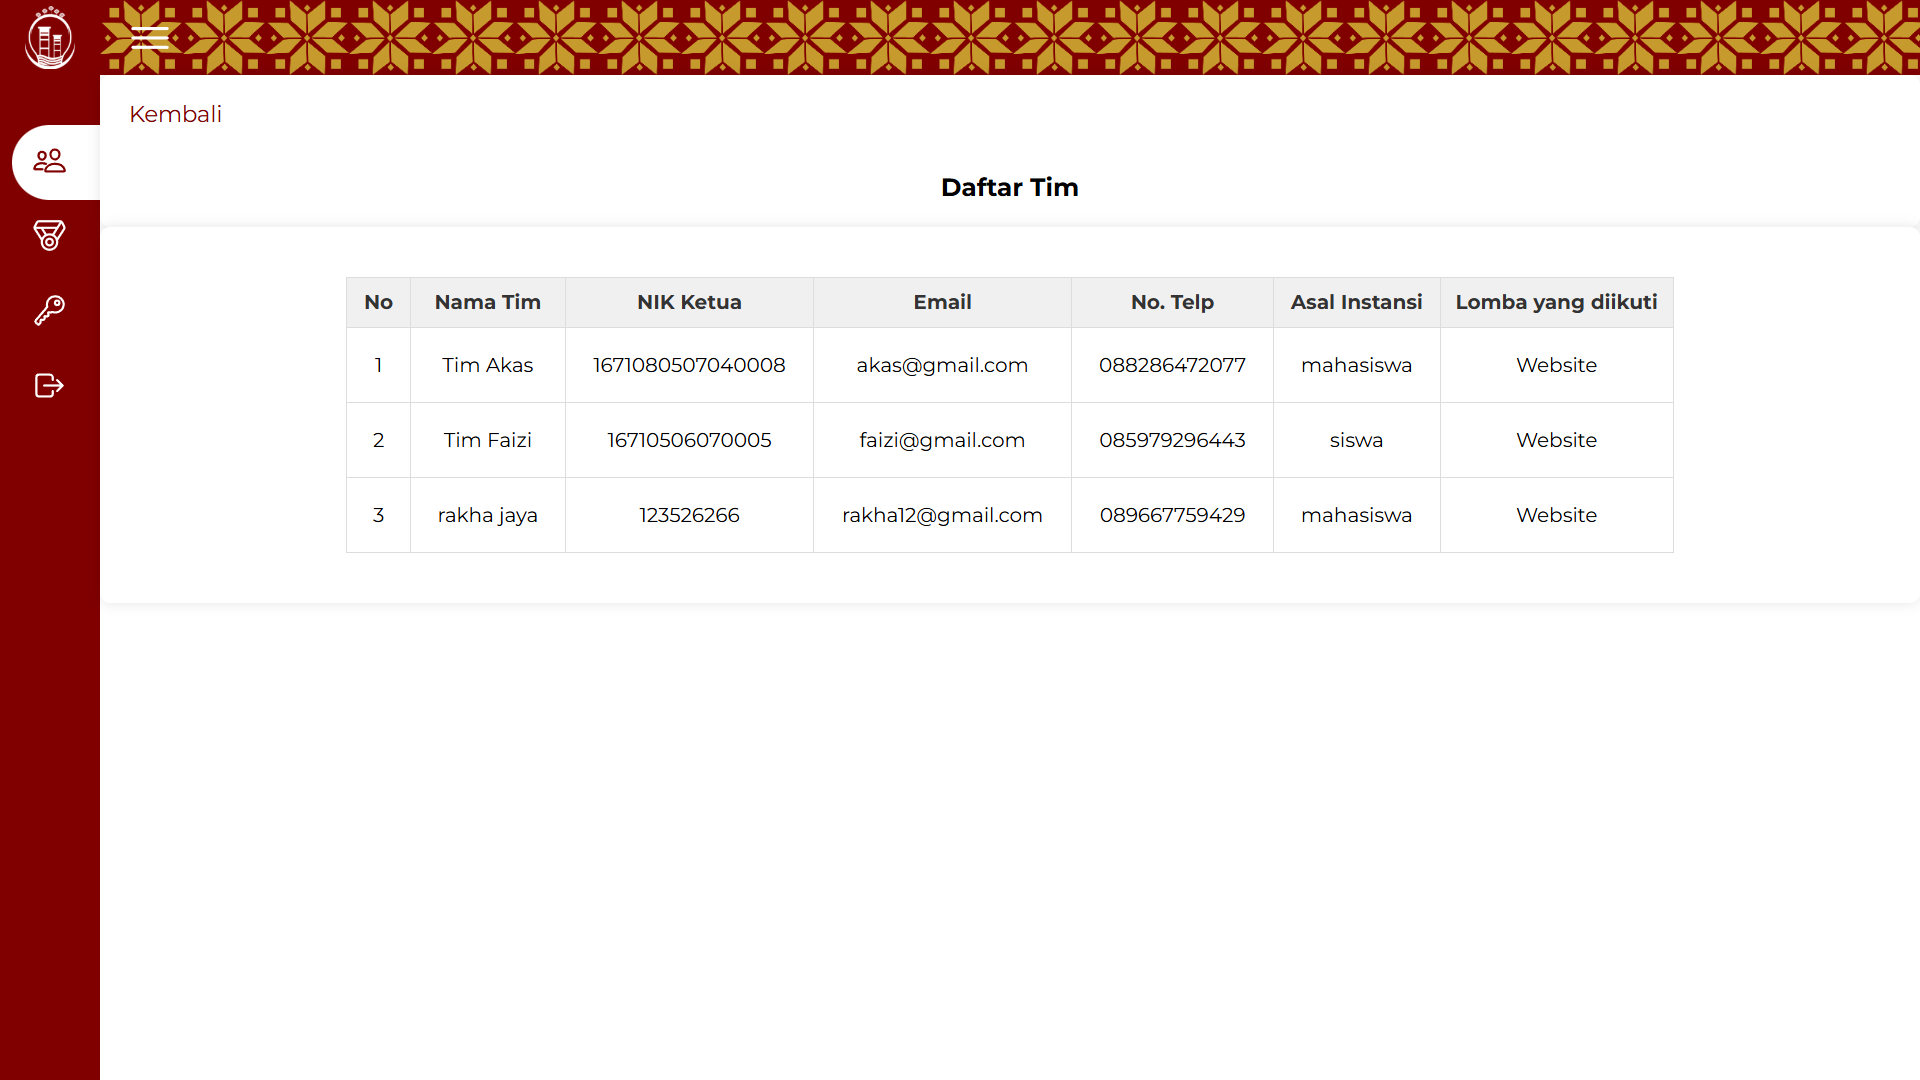 Kembali
Daftar Tim
No Nama Tim NIK Ketua Email No. Telp Asal Instansi Lomba yang diikuti
1 Tim Akas 1671080507040008 akas@gmail.com 088286472077 mahasiswa Website
2 Tim Faizi 16710506070005 faizi@gmail.com 085979296443 siswa Website
3 rakha jaya 123526266 rakha12@gmail.com 089667759429 mahasiswa Website